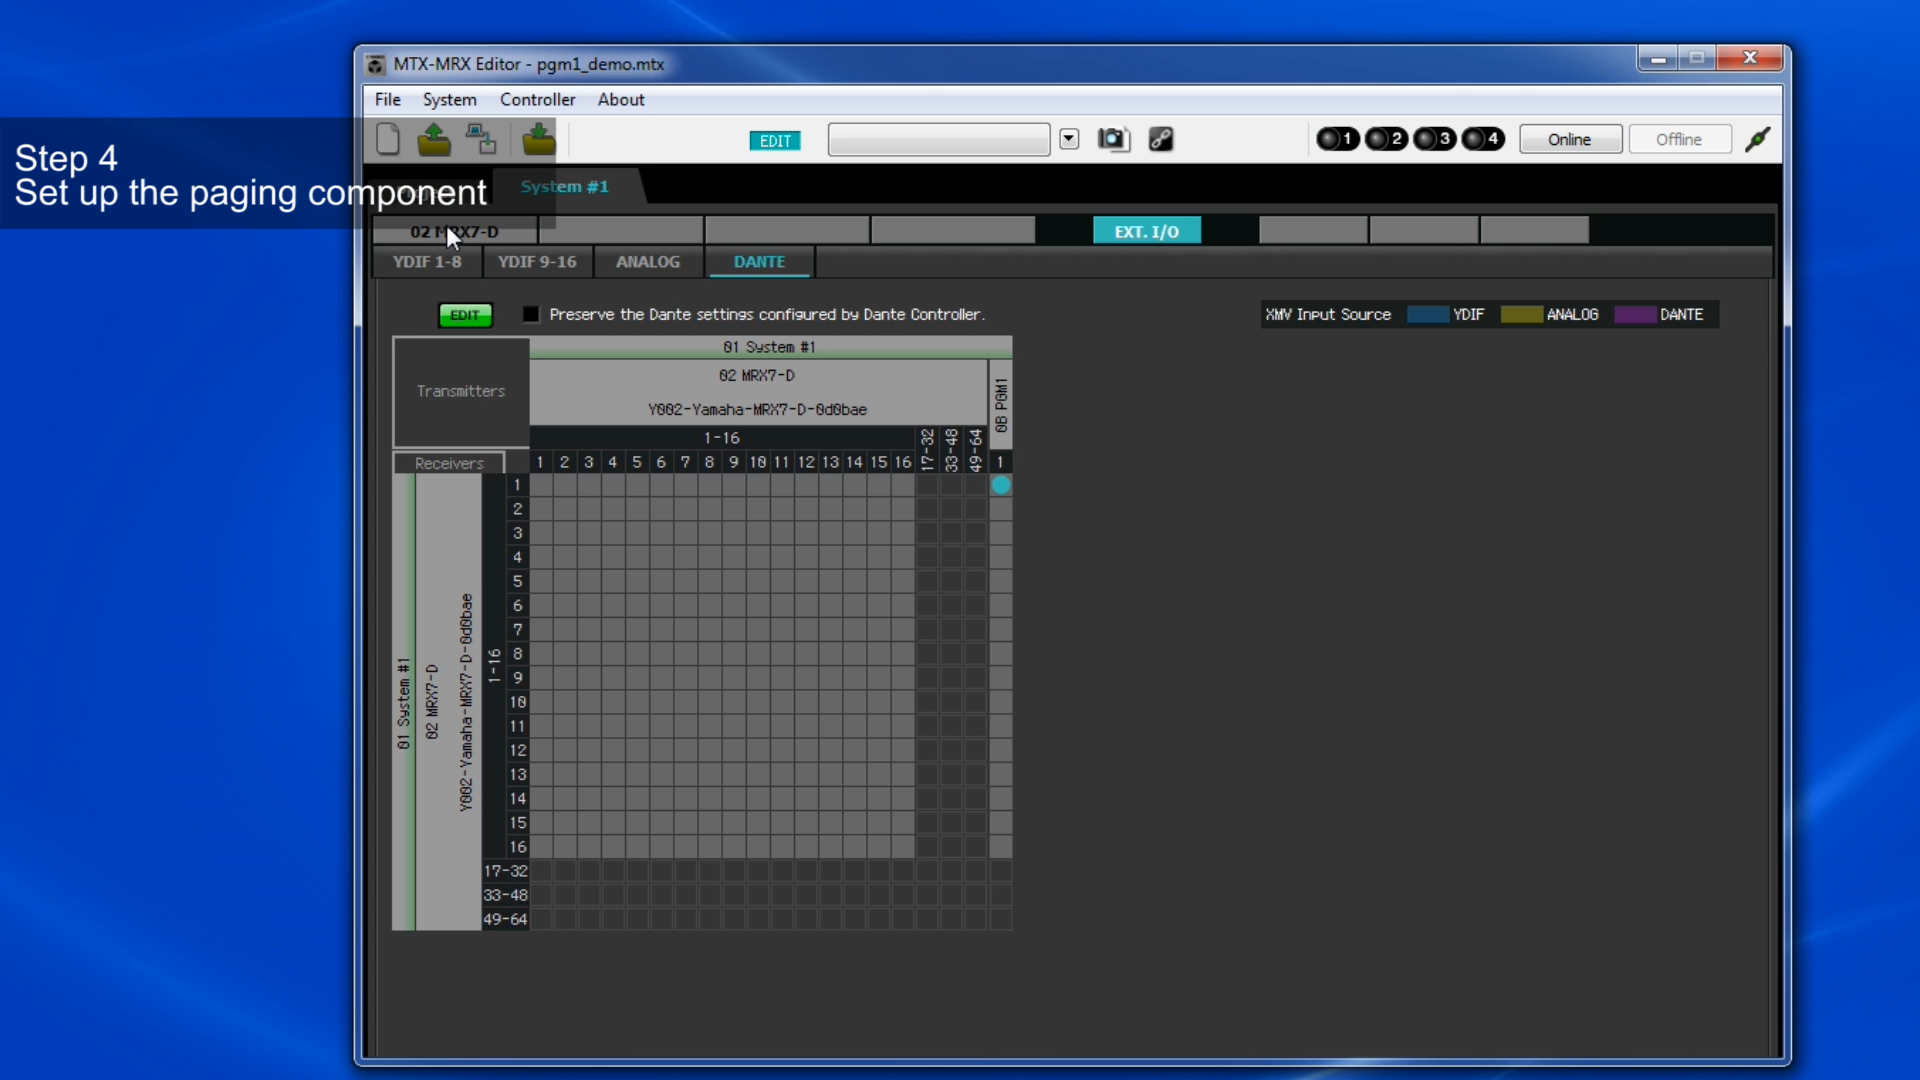 MTX-MRX Editor - pgm1_demo.mtx
File System Controller About
EDIT
1 2 3 4
Online
Offline
Step 4
Set up the paging component
System #1
02 MRX7-D
EXT. I/O
YDIF 1-8 YDIF 9-16 ANALOG DANTE
EDIT
Preserve the Dante settings configured by Dante Controller.
XMV Input Source YDIF ANALOG DANTE
01 System #1
Transmitters
02 MRX7-D
Y002-Yamaha-MRX7-D-0d0bae
0B PGM1
1-16
17-32
33-48
49-64
Receivers
1 2 3 4 5 6 7 8 9 10 11 12 13 14 15 16
1
01 System #1
02 MRX7-D
Y002-Yamaha-MRX7-D-0d0bae
1-16
1
2
3
4
5
6
7
8
9
10
11
12
13
14
15
16
17-32
33-48
49-64